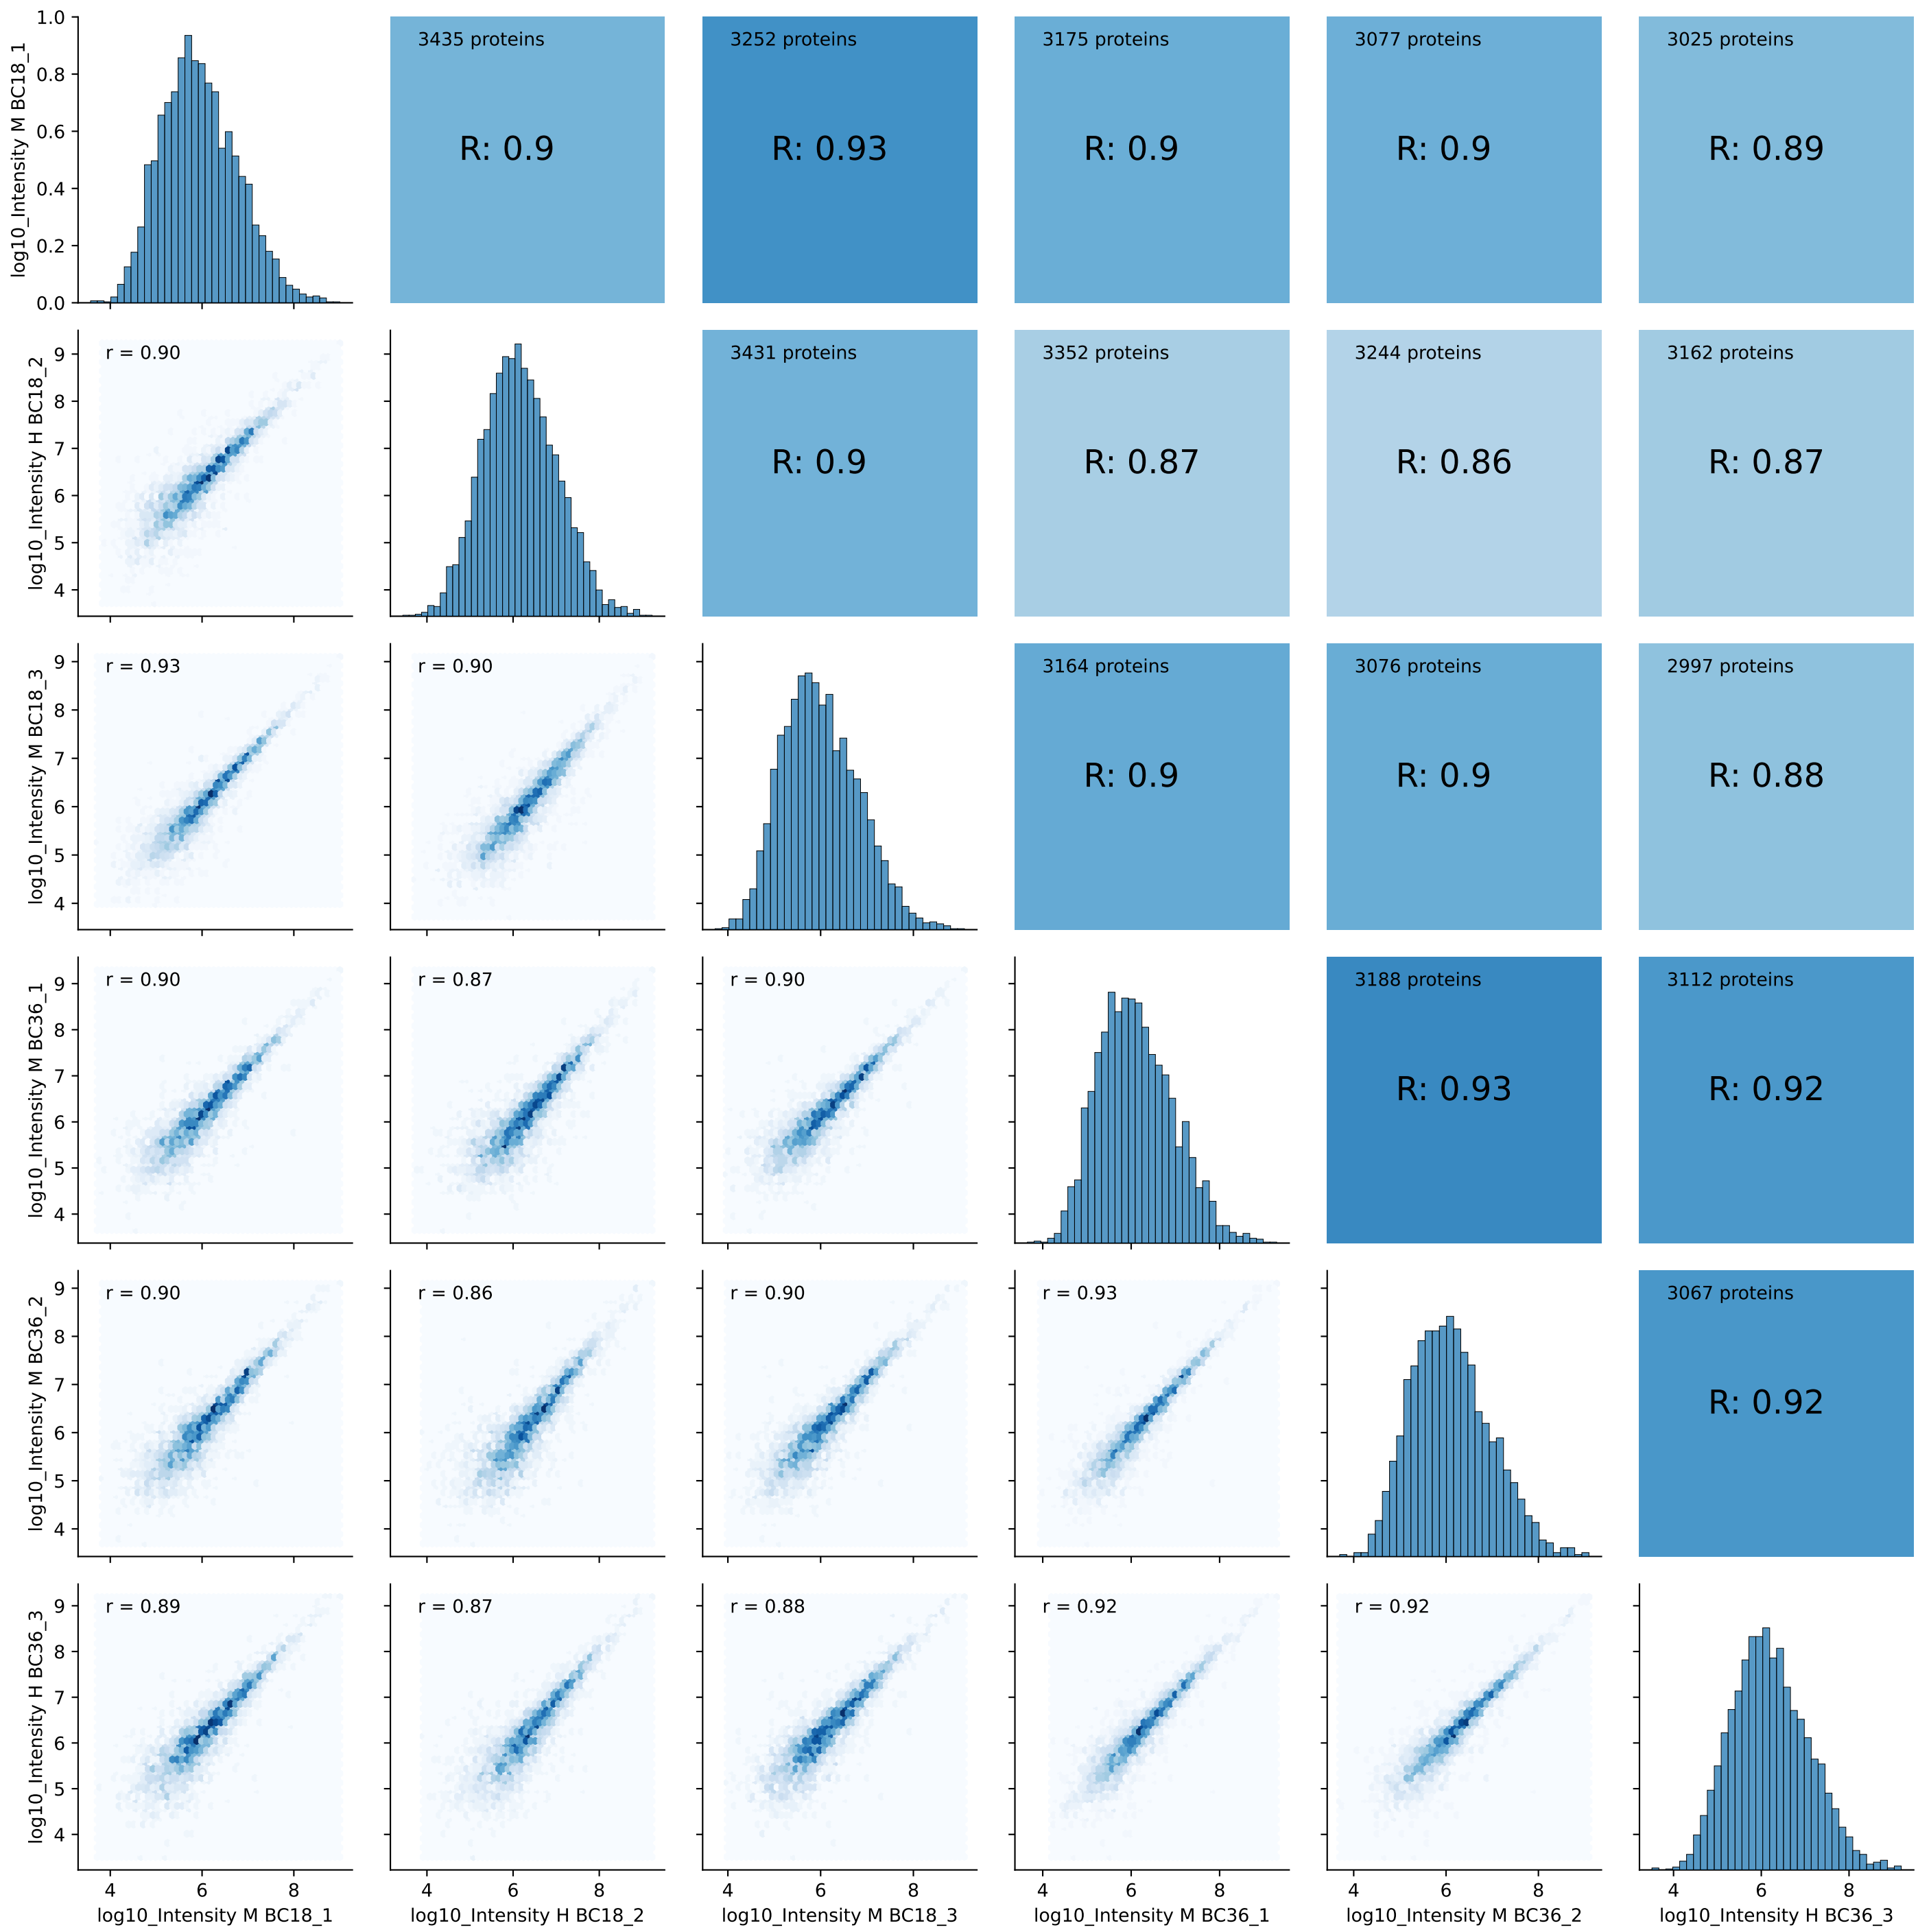 log10_Intensity M BC18_1
1.0
0.8
0.6
0.4
0.2
0.0
3435 proteins
R: 0.9
3252 proteins
R: 0.93
3175 proteins
R: 0.9
3077 proteins
R: 0.9
3025 proteins
R: 0.89
log10_Intensity H BC18_2
9
8
7
6
5
4
r = 0.90
3431 proteins
R: 0.9
3352 proteins
R: 0.87
3244 proteins
R: 0.86
3162 proteins
R: 0.87
log10_Intensity M BC18_3
9
8
7
6
5
4
r = 0.93
r = 0.90
3164 proteins
R: 0.9
3076 proteins
R: 0.9
2997 proteins
R: 0.88
log10_Intensity M BC36_1
9
8
7
6
5
4
r = 0.90
r = 0.87
r = 0.90
3188 proteins
R: 0.93
3112 proteins
R: 0.92
log10_Intensity M BC36_2
9
8
7
6
5
4
r = 0.90
r = 0.86
r = 0.90
r = 0.93
3067 proteins
R: 0.92
log10_Intensity H BC36_3
9
8
7
6
5
4
r = 0.89
r = 0.87
r = 0.88
r = 0.92
r = 0.92
4 6 8
log10_Intensity M BC18_1
4 6 8
log10_Intensity H BC18_2
4 6 8
log10_Intensity M BC18_3
4 6 8
log10_Intensity M BC36_1
4 6 8
log10_Intensity M BC36_2
4 6 8
log10_Intensity H BC36_3